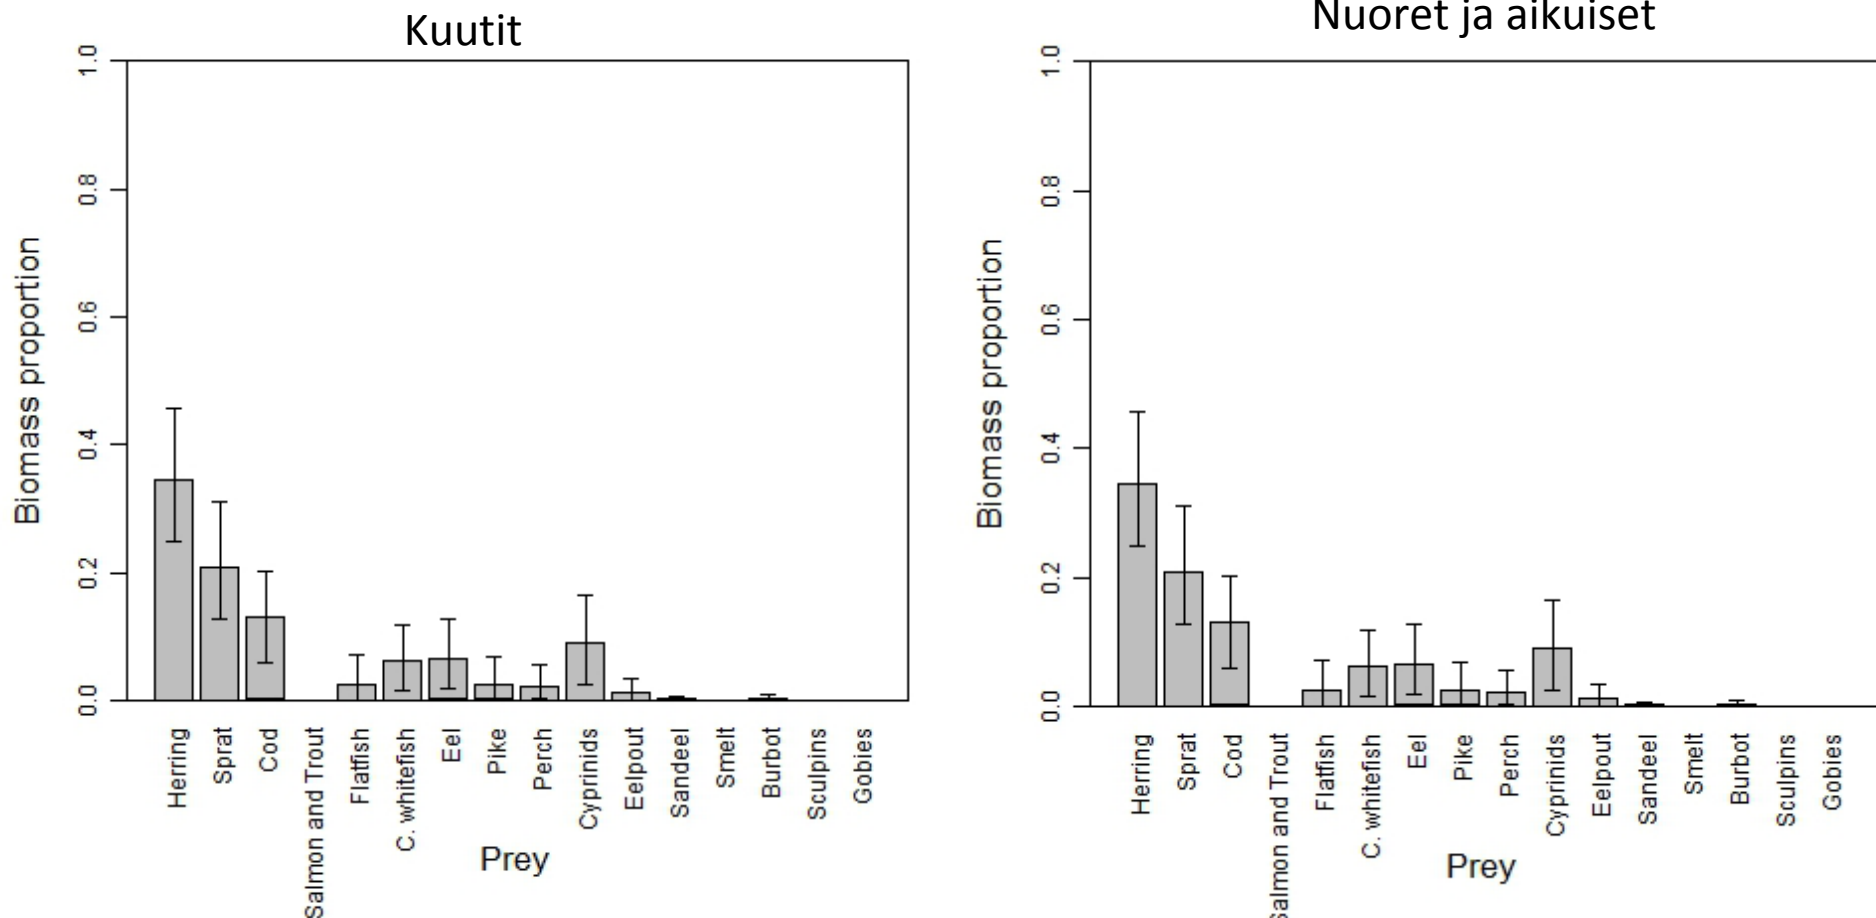 Kuutit
Biomass proportion
1.0
0.8
0.6
0.4
0.2
0.0
Herring
Sprat
Cod
Salmon and Trout
Flatfish
C. whitefish
Eel
Pike
Perch
Cyprinids
Eelpout
Sandeel
Smelt
Burbot
Sculpins
Gobies
Prey
Nuoret ja aikuiset
Biomass proportion
1.0
0.8
0.6
0.4
0.2
0.0
Herring
Sprat
Cod
Salmon and Trout
Flatfish
C. whitefish
Eel
Pike
Perch
Cyprinids
Eelpout
Sandeel
Smelt
Burbot
Sculpins
Gobies
Prey